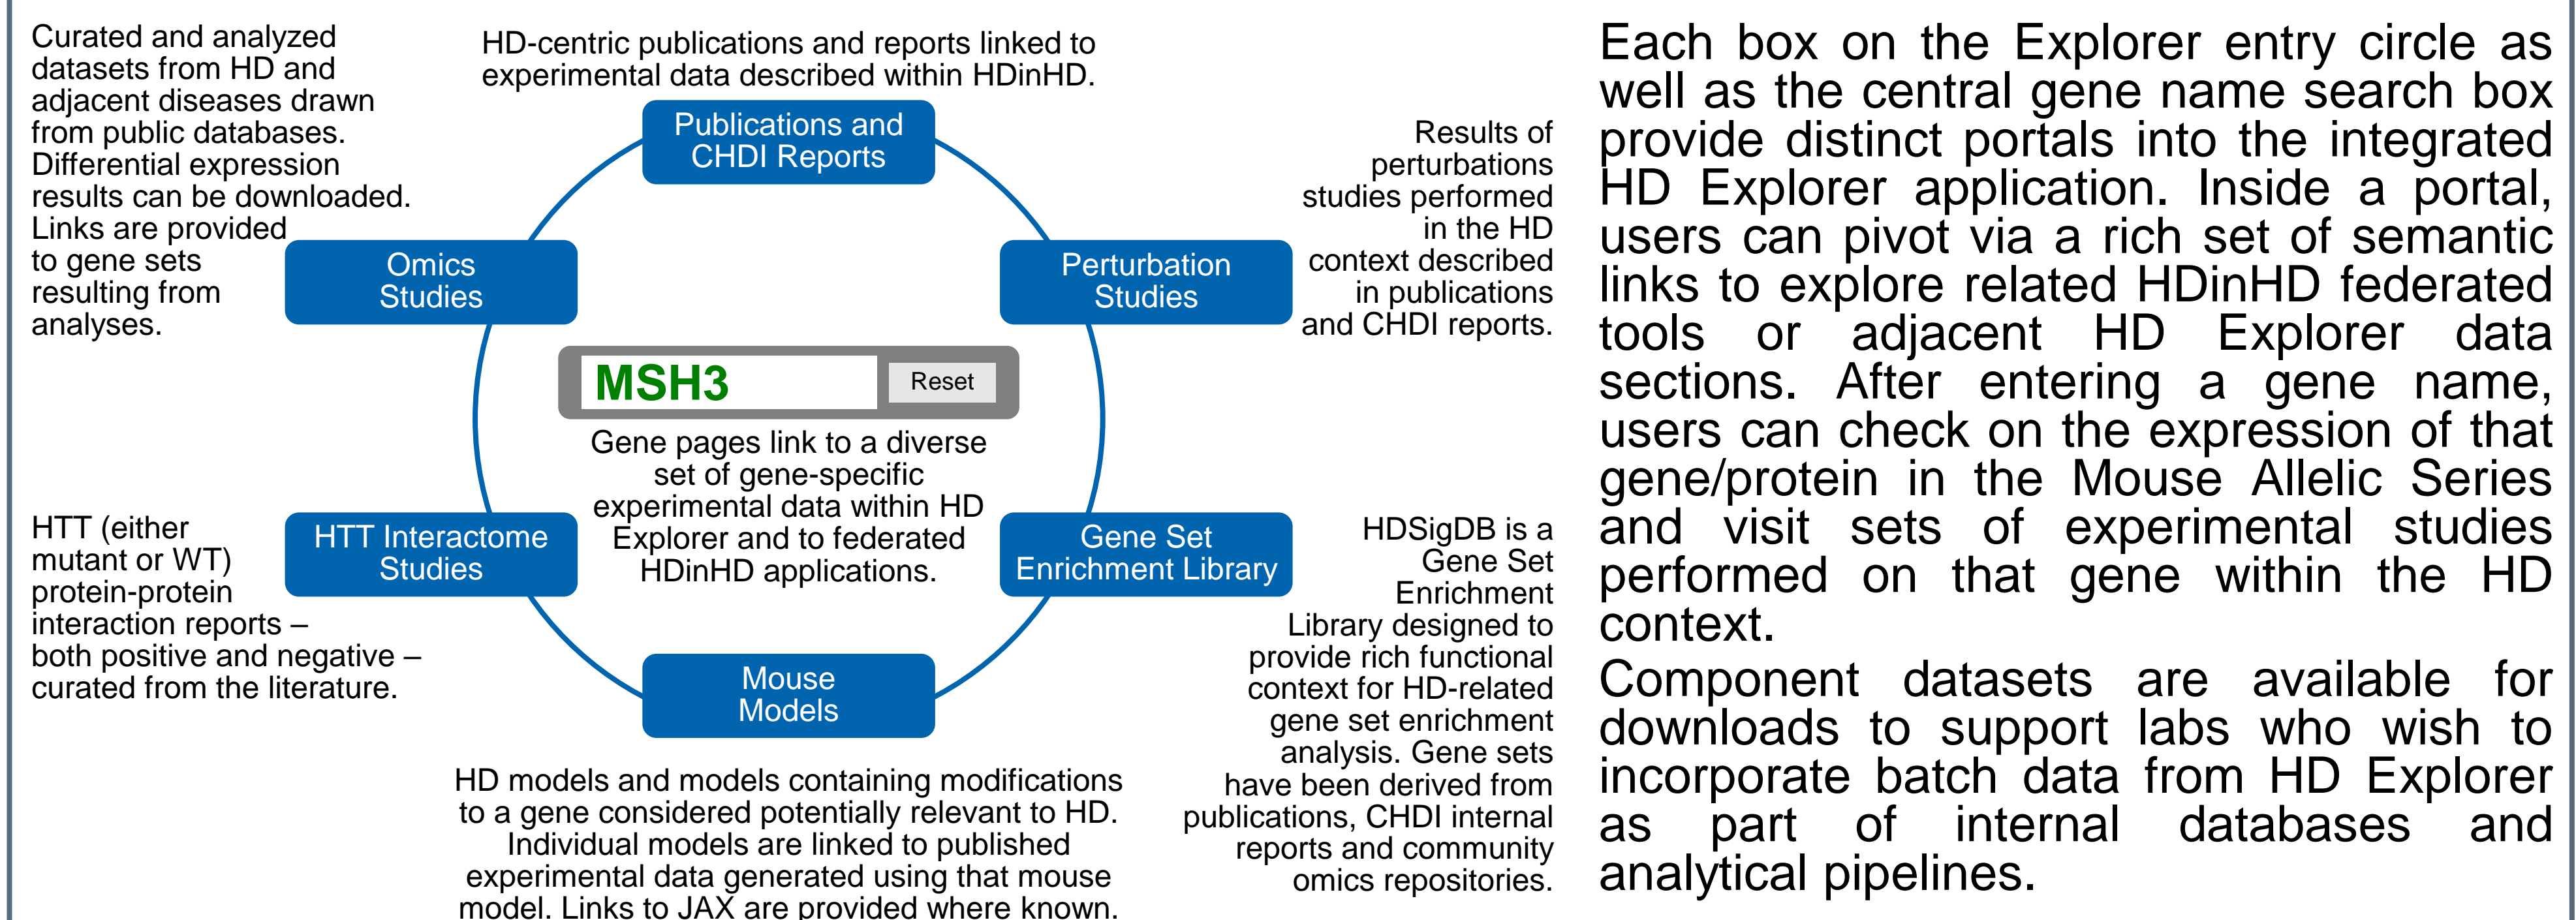 Curated and analyzed
datasets from HD and
adjacent diseases drawn
from public databases.
Differential expression
results can be downloaded.
Links are provided
to gene sets
resulting from
analyses.
HD-centric publications and reports linked to
experimental data described within HDinHD.
Publications and
CHDI Reports
Results of
perturbations
studies performed
in the HD
context described
in publications
and CHDI reports.
Omics
Studies
Perturbation
Studies
MSH3
Reset
Gene pages link to a diverse
set of gene-specific
experimental data within HD
Explorer and to federated
HDinHD applications.
HTT (either
mutant or WT)
protein-protein
interaction reports –
both positive and negative –
curated from the literature.
HTT Interactome
Studies
Gene Set
Enrichment Library
HDSigDB is a
Gene Set
Enrichment
Library designed to
provide rich functional
context for HD-related
gene set enrichment
analysis. Gene sets
have been derived from
publications, CHDI internal
reports and community
omics repositories.
Mouse
Models
HD models and models containing modifications
to a gene considered potentially relevant to HD.
Individual models are linked to published
experimental data generated using that mouse
model. Links to JAX are provided where known.
Each box on the Explorer entry circle as
well as the central gene name search box
provide distinct portals into the integrated
HD Explorer application. Inside a portal,
users can pivot via a rich set of semantic
links to explore related HDinHD federated
tools or adjacent HD Explorer data
sections. After entering a gene name,
users can check on the expression of that
gene/protein in the Mouse Allelic Series
and visit sets of experimental studies
performed on that gene within the HD
context.
Component datasets are available for
downloads to support labs who wish to
incorporate batch data from HD Explorer
as part of internal databases and
analytical pipelines.